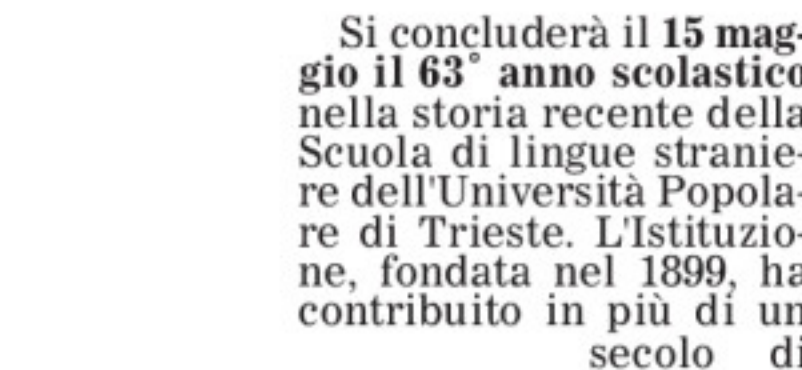 Si concluderà il 15 mag-
gio il 63° anno scolastico
nella storia recente della
Scuola di lingue stranie-
re dell'Università Popola-
re di Trieste. L'Istituzio-
ne, fondata nel 1899, ha
contribuito in più di un
secolo di